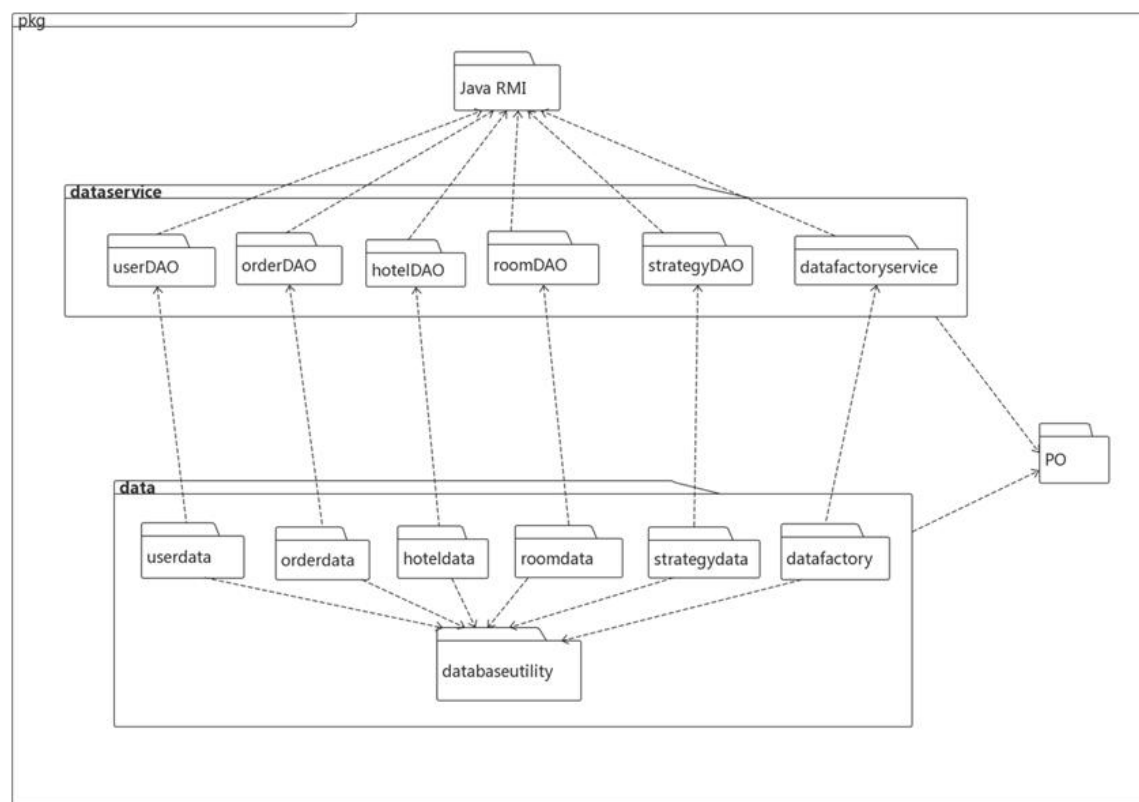 pkg
Java RMI
dataservice
userDAO
orderDAO
hotelDAO
roomDAO
strategyDAO
datafactoryservice
PO
data
userdata
orderdata
hoteldata
roomdata
strategydata
datafactory
databaseutility